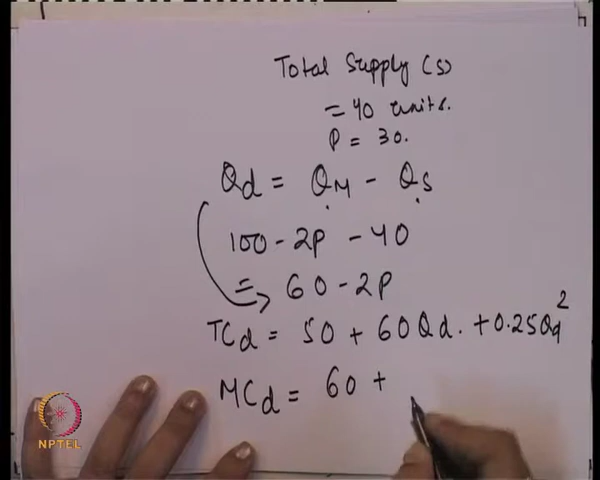 Total Supply (S)
= 40 units.
P = 30.
Qd = QM - QS
100 - 2P - 40
= 60 - 2P
TCd = 50 + 60Qd. + 0.25Qd²
MCd = 60 +
NPTEL